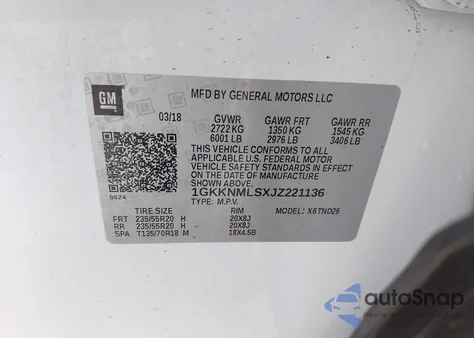 GM
MFD BY GENERAL MOTORS LLC
03/18 GVWR GAWR FRT GAWR RR
2722 KG 1350 KG 1545 KG
6001 LB 2976 LB 3406 LB
THIS VEHICLE CONFORMS TO ALL
APPLICABLE U.S. FEDERAL MOTOR
VEHICLE SAFETY STANDARDS IN EFFECT
ON THE DATE OF MANUFACTURE SHOWN
ABOVE.
1GKKNMLSXJZ221136
8624 TYPE: M.P.V. MODEL: X6TND26
TIRE SIZE RIM
FRT 235/55R20 H 20X8J
RR 235/55R20 H 20X8J
SPA T135/70R18 M 18X4.5B
autoSnap